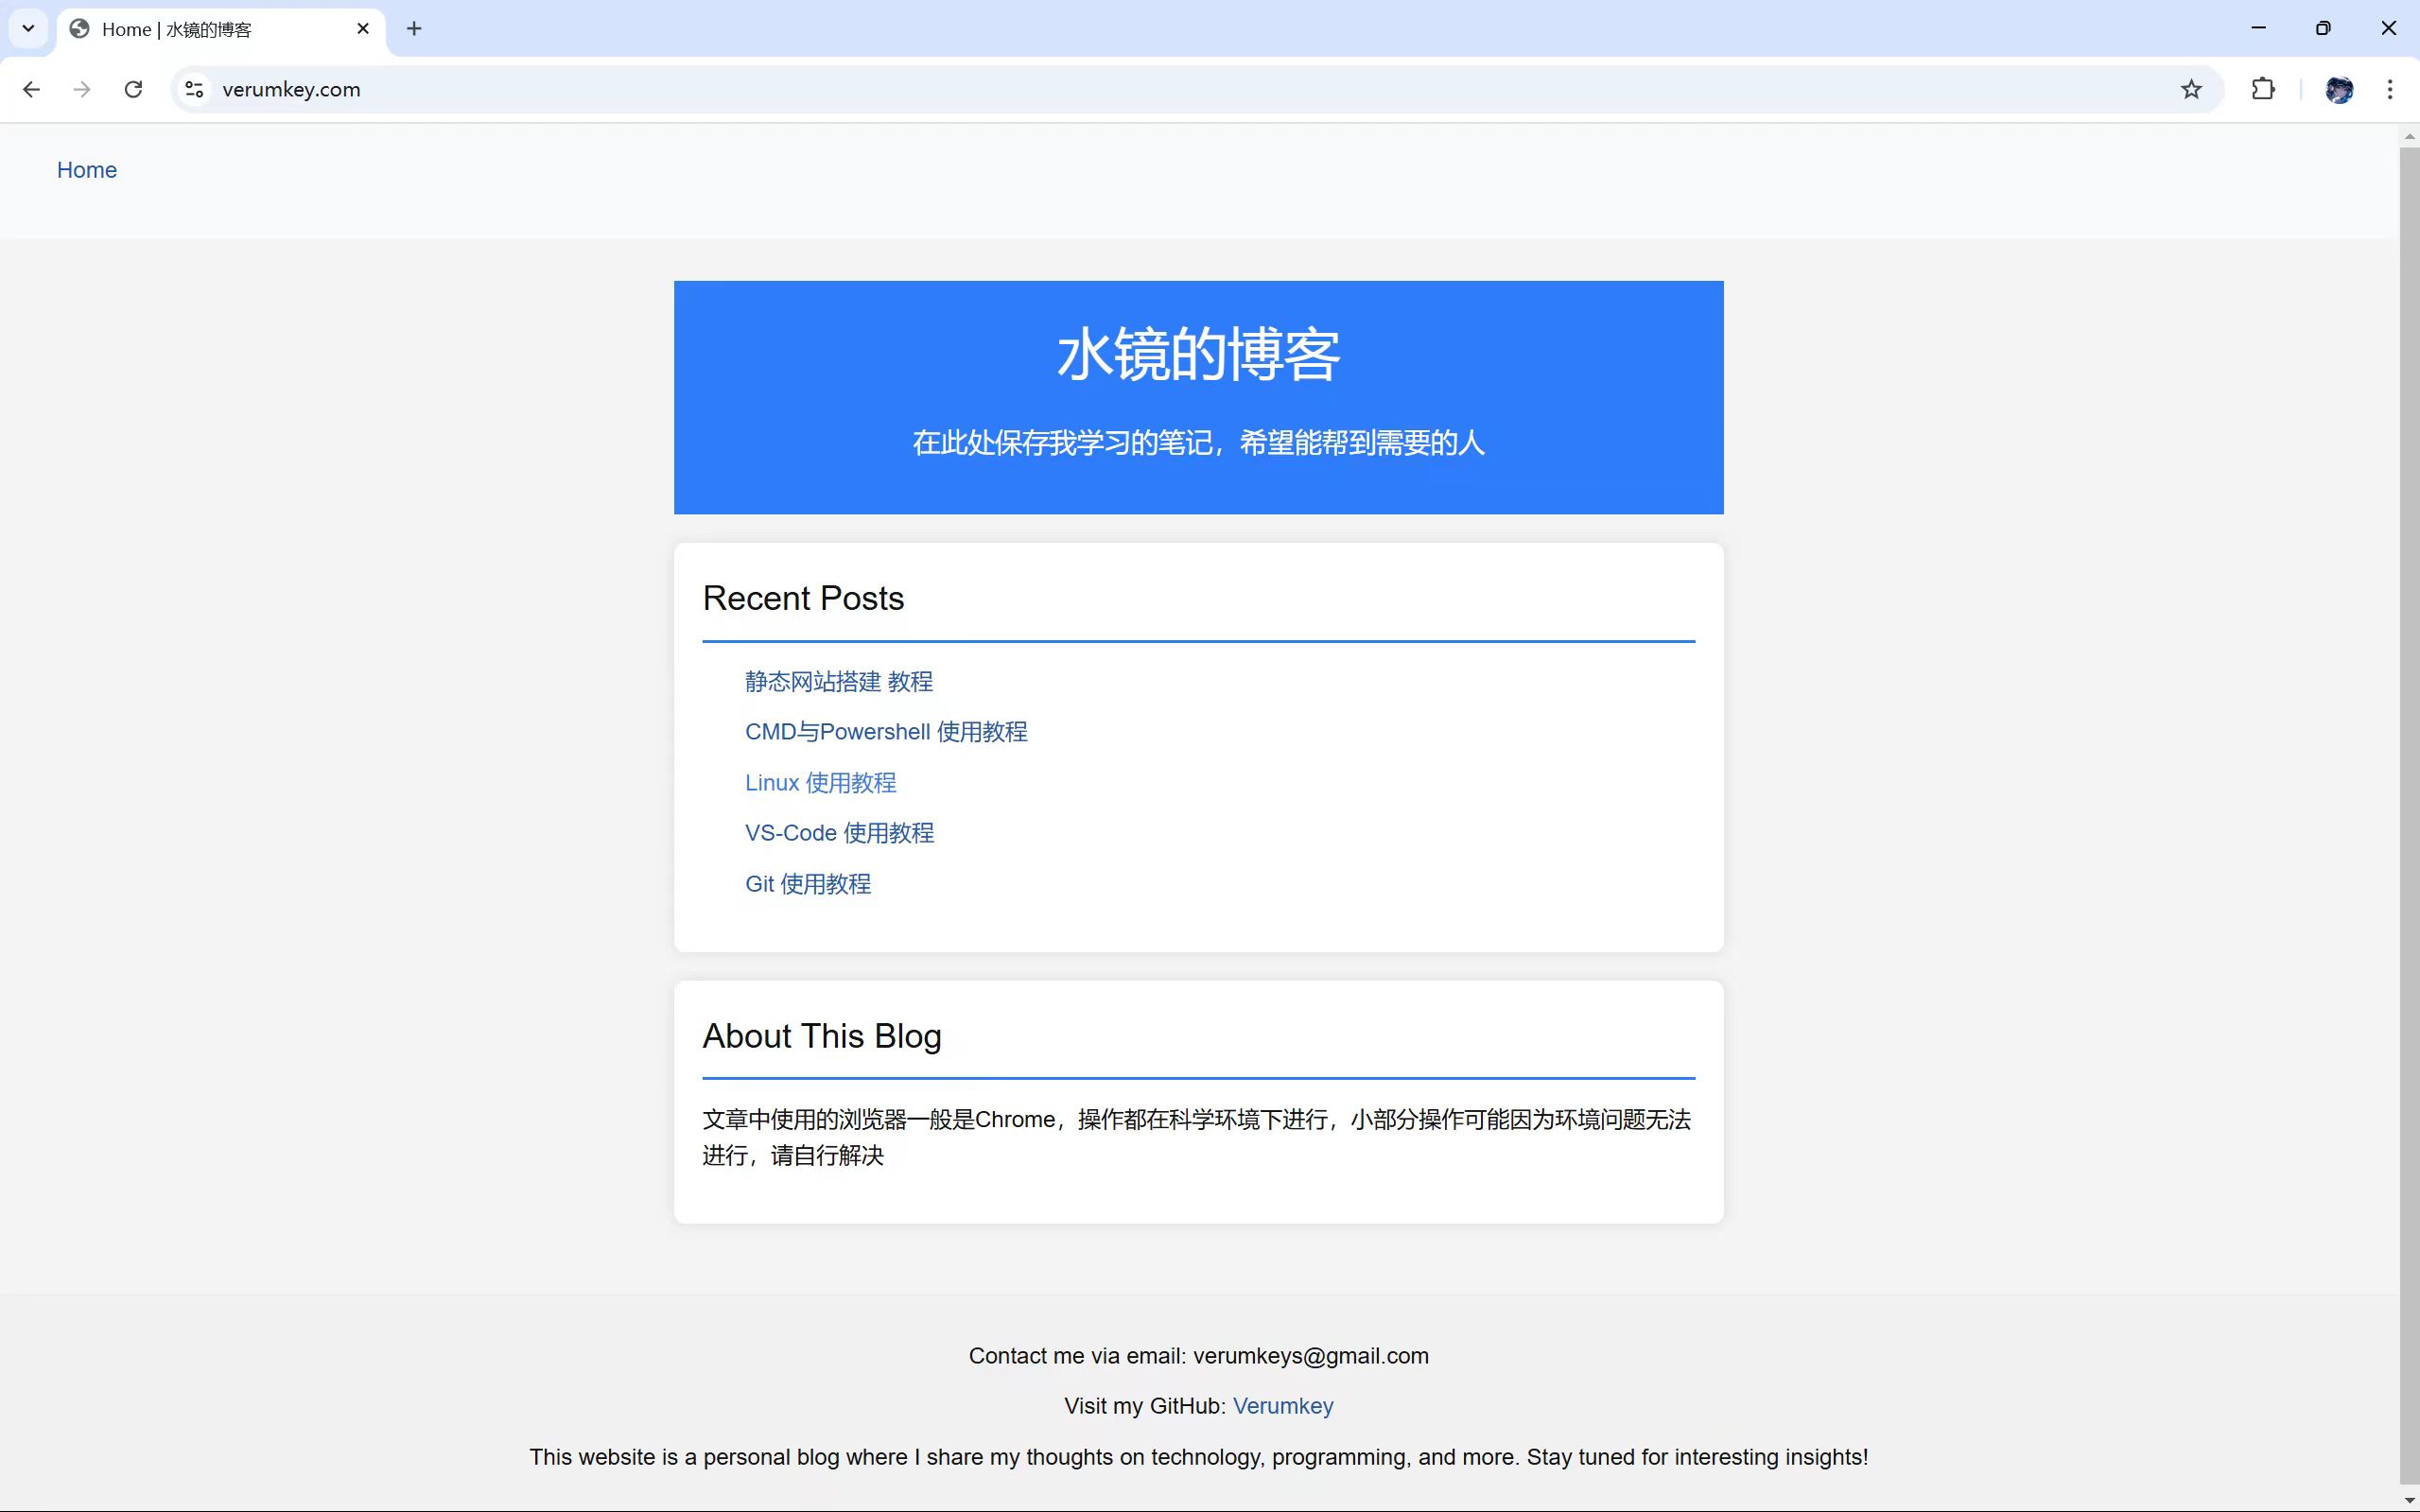 Home | 水镜的博客
verumkey.com
Home
水镜的博客
在此处保存我学习的笔记，希望能帮到需要的人
Recent Posts
静态网站搭建 教程
CMD与Powershell 使用教程
Linux 使用教程
VS-Code 使用教程
Git 使用教程
About This Blog
文章中使用的浏览器一般是Chrome，操作都在科学环境下进行，小部分操作可能因为环境问题无法
进行，请自行解决
Contact me via email: verumkeys@gmail.com
Visit my GitHub: Verumkey
This website is a personal blog where I share my thoughts on technology, programming, and more. Stay tuned for interesting insights!